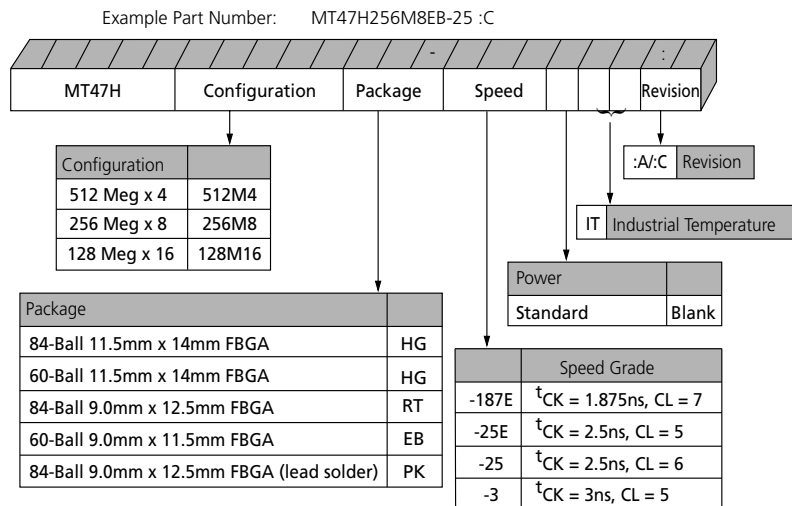 Example Part Number: MT47H256M8EB-25 :C
- :
MT47H Configuration Package Speed Revision
Configuration
512 Meg x 4 512M4
256 Meg x 8 256M8
128 Meg x 16 128M16
:A/:C Revision
IT Industrial Temperature
Power
Standard Blank
Package
84-Ball 11.5mm x 14mm FBGA HG
60-Ball 11.5mm x 14mm FBGA HG
84-Ball 9.0mm x 12.5mm FBGA RT
60-Ball 9.0mm x 11.5mm FBGA EB
84-Ball 9.0mm x 12.5mm FBGA (lead solder) PK
Speed Grade
-187E tCK = 1.875ns, CL = 7
-25E tCK = 2.5ns, CL = 5
-25 tCK = 2.5ns, CL = 6
-3 tCK = 3ns, CL = 5